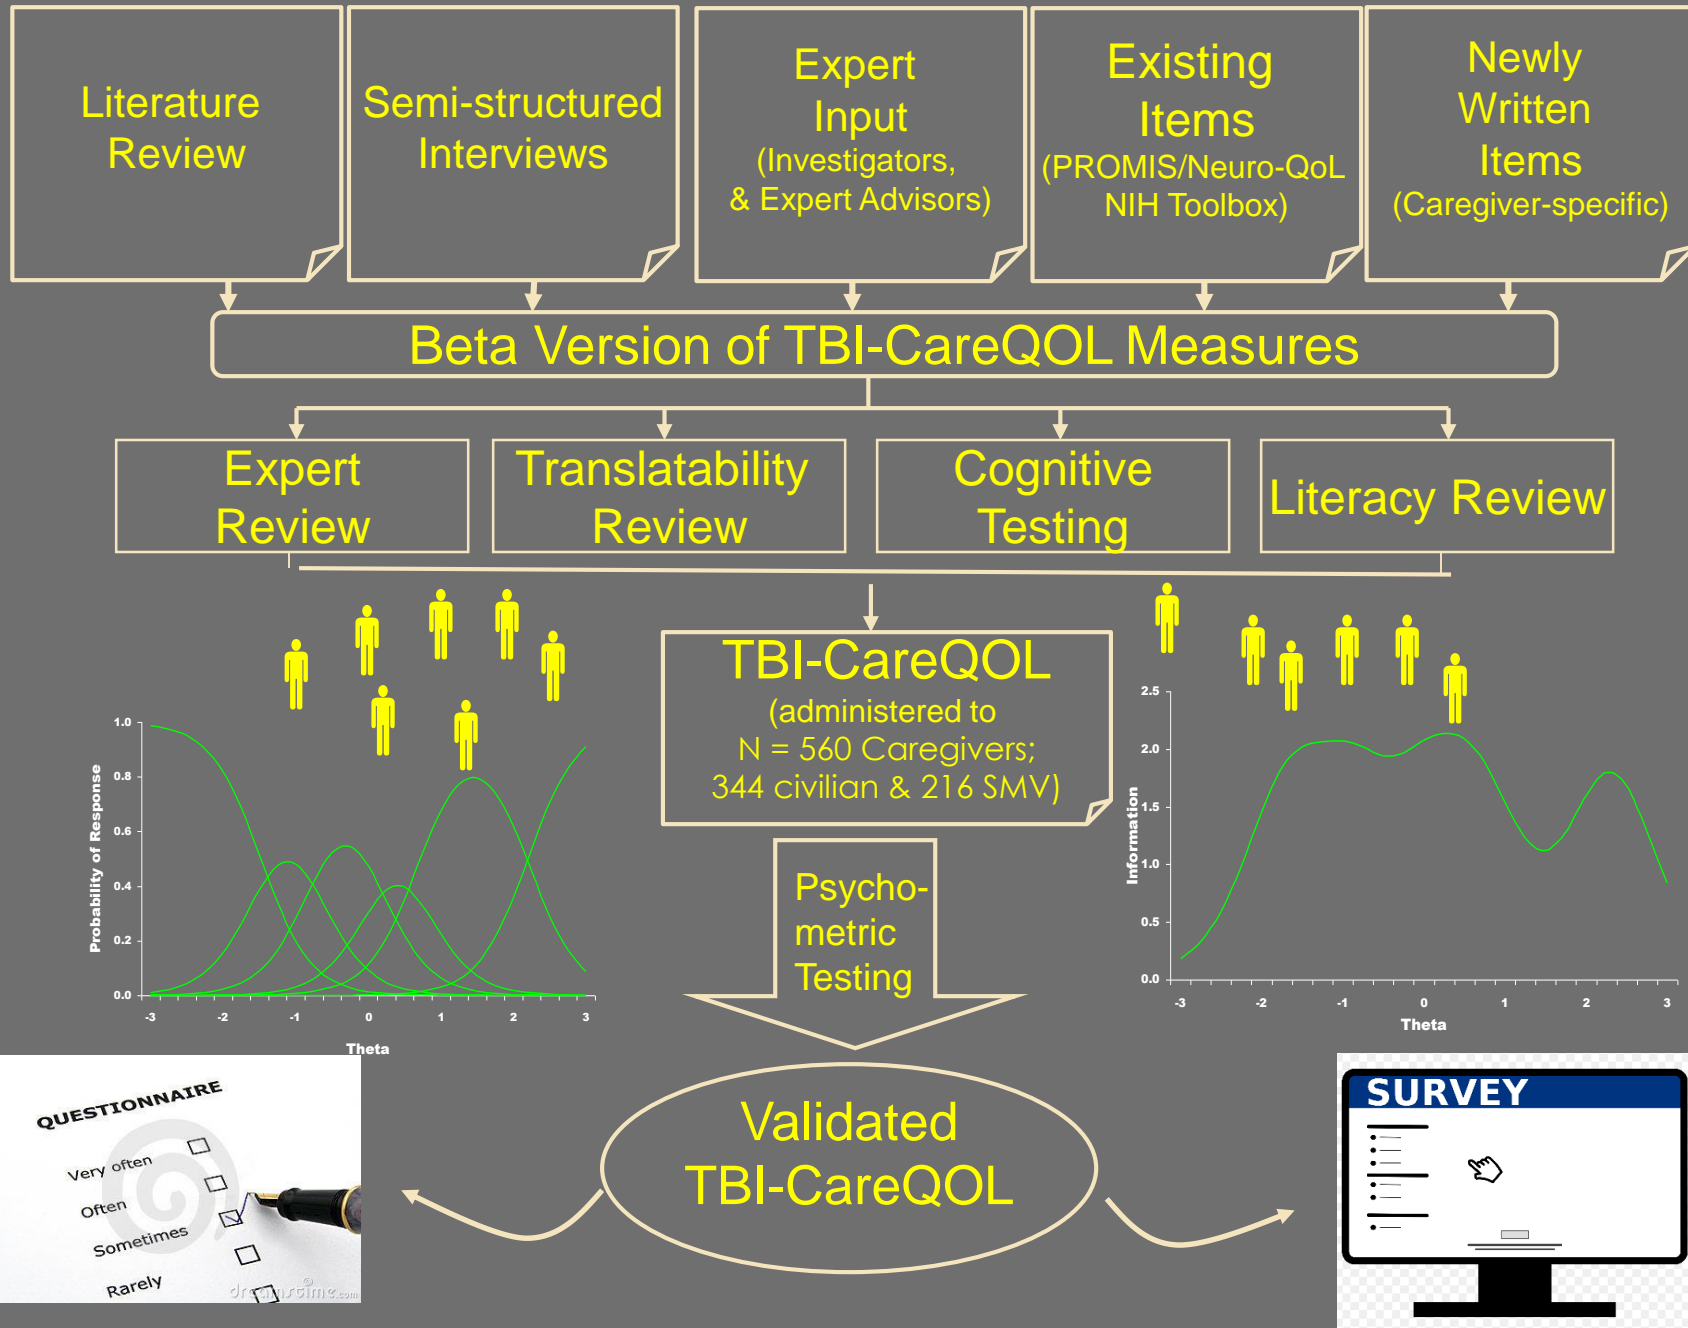 Literature
Review
Semi-structured
Interviews
Expert
Input
(Investigators,
& Expert Advisors)
Existing
Items
(PROMIS/Neuro-QoL
NIH Toolbox)
Newly
Written
Items
(Caregiver-specific)
Beta Version of TBI-CareQOL Measures
Expert
Review
Translatability
Review
Cognitive
Testing
Literacy Review
TBI-CareQOL
(administered to
N = 560 Caregivers;
344 civilian & 216 SMV)
Probability of Response
1.0
0.8
0.6
0.4
0.2
0.0
-3
-2
-1
0
1
2
3
Theta
Psycho-
metric
Testing
Information
2.5
2.0
1.5
1.0
0.5
0.0
-3
-2
-1
0
1
2
3
Theta
Validated
TBI-CareQOL
QUESTIONNAIRE
Very often
Often
Sometimes
Rarely
dreamstime.com
SURVEY